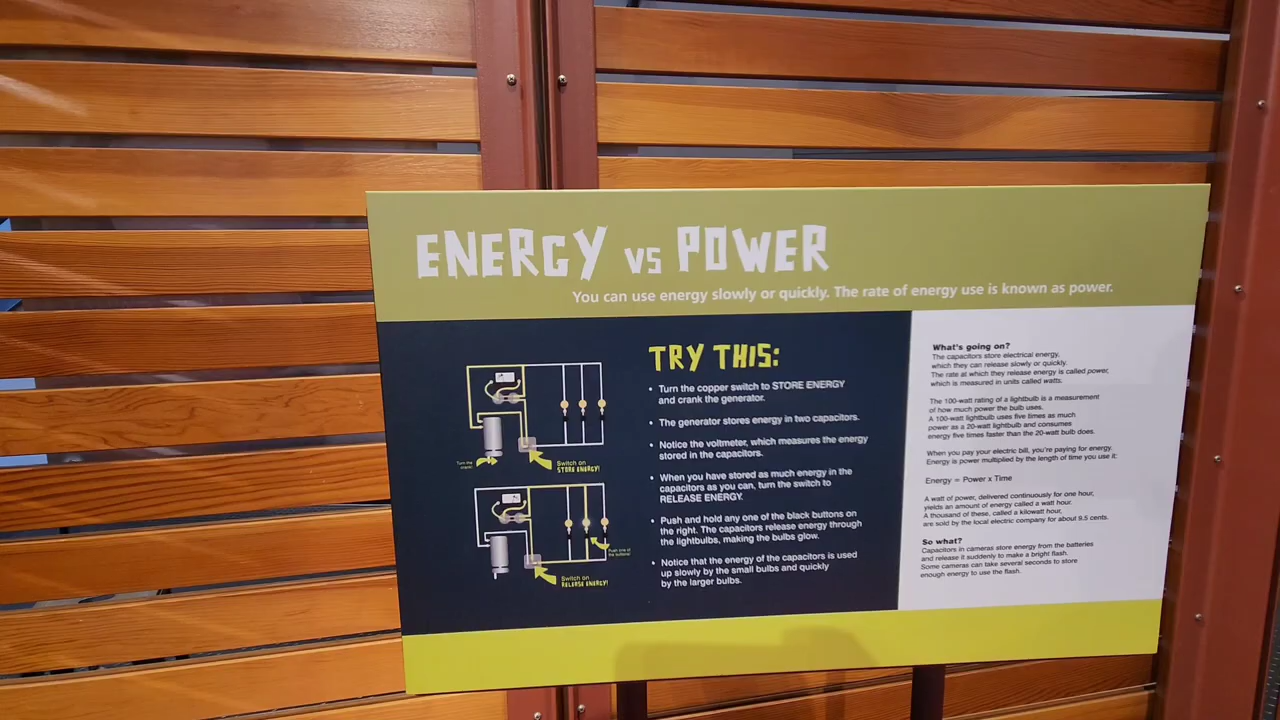 ENERGY VS POWER
You can use energy slowly or quickly. The rate of energy use is known as power.
Turn the
crank!
Switch on
STORE ENERGY!
Push one of
the buttons!
Switch on
RELEASE ENERGY!
TRY THIS:
• Turn the copper switch to STORE ENERGY
and crank the generator.
• The generator stores energy in two capacitors.
• Notice the voltmeter, which measures the energy
stored in the capacitors.
• When you have stored as much energy in the
capacitors as you can, turn the switch to
RELEASE ENERGY.
• Push and hold any one of the black buttons on
the right. The capacitors release energy through
the lightbulbs, making the bulbs glow.
• Notice that the energy of the capacitors is used
up slowly by the small bulbs and quickly
by the larger bulbs.
What's going on?
The capacitors store electrical energy,
which they can release slowly or quickly.
The rate at which they release energy is called power,
which is measured in units called watts.
The 100-watt rating of a lightbulb is a measurement
of how much power the bulb uses.
A 100-watt lightbulb uses five times as much
power as a 20-watt lightbulb and consumes
energy five times faster than the 20-watt bulb does.
When you pay your electric bill, you're paying for energy.
Energy is power multiplied by the length of time you use it:
Energy = Power x Time
A watt of power, delivered continuously for one hour,
yields an amount of energy called a watt hour.
A thousand of these, called a kilowatt hour,
are sold by the local electric company for about 9.5 cents.
So what?
Capacitors in cameras store energy from the batteries
and release it suddenly to make a bright flash.
Some cameras can take several seconds to store
enough energy to use the flash.